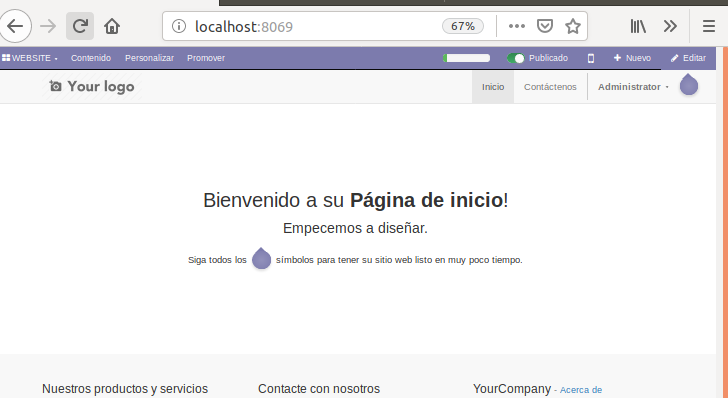 localhost:8069 67%
WEBSITE Contenido Personalizar Promover Publicado Nuevo Editar
Your logo Inicio Contáctenos Administrator
Bienvenido a su Página de inicio!
Empecemos a diseñar.
Siga todos los símbolos para tener su sitio web listo en muy poco tiempo.
Nuestros productos y servicios Contacte con nosotros YourCompany - Acerca de